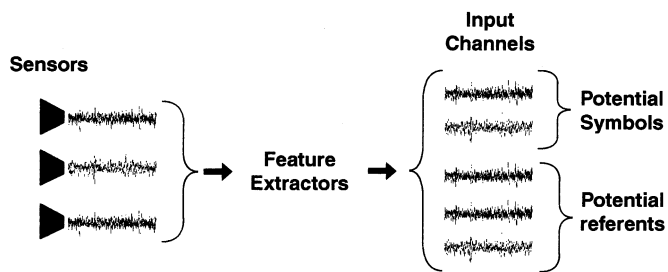 Sensors
Feature
Extractors
Input
Channels
Potential
Symbols
Potential
referents